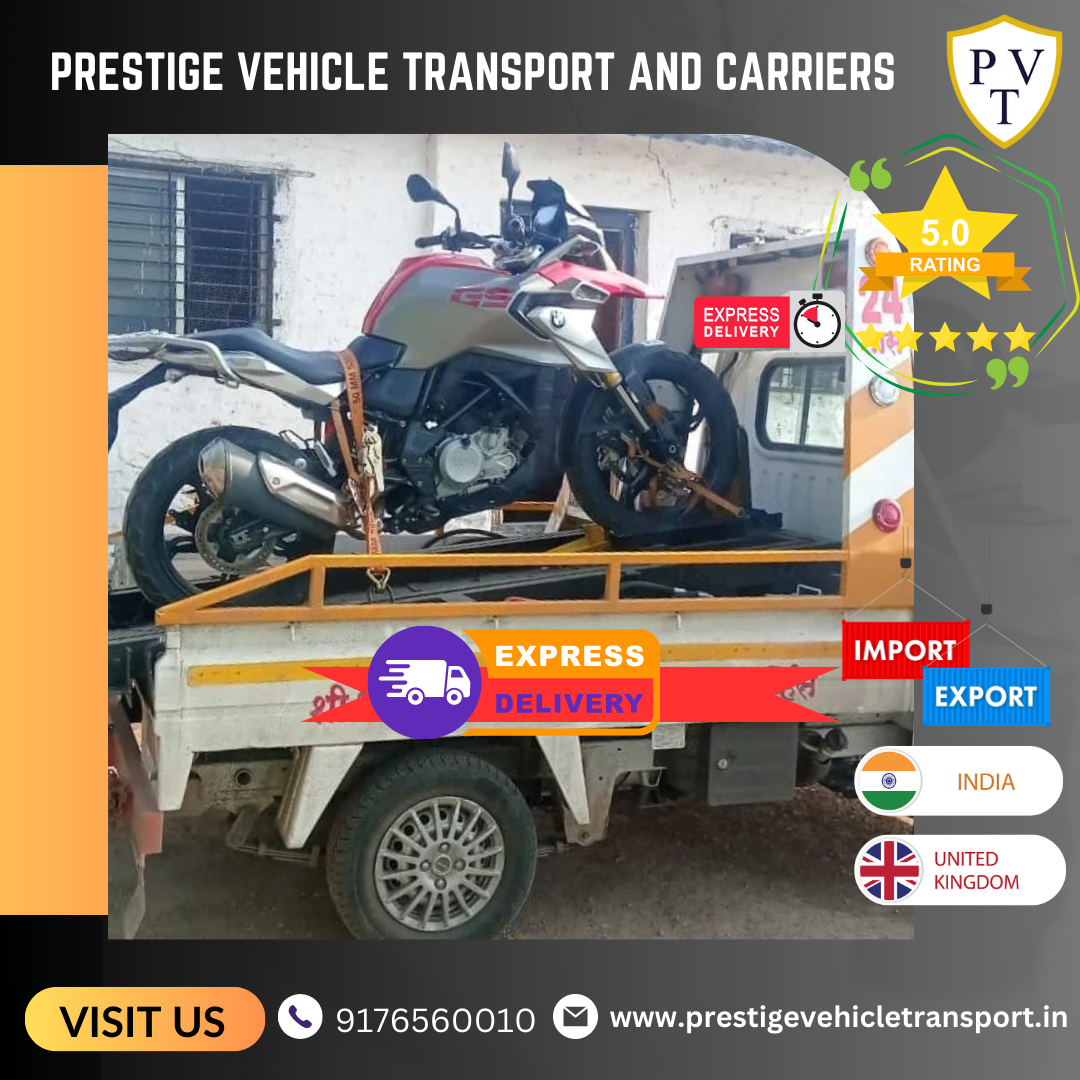 PRESTIGE VEHICLE TRANSPORT AND CARRIERS
P V
T
5.0
RATING
EXPRESS
DELIVERY
24
GS
EXPRESS
DELIVERY
IMPORT
EXPORT
INDIA
UNITED
KINGDOM
VISIT US
9176560010
www.prestigevehicletransport.in